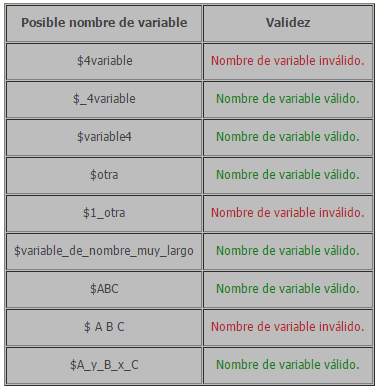 Posible nombre de variable Validez
$4variable Nombre de variable inválido.
$_4variable Nombre de variable válido.
$variable4 Nombre de variable válido.
$otra Nombre de variable válido.
$1_otra Nombre de variable inválido.
$variable_de_nombre_muy_largo Nombre de variable válido.
$ABC Nombre de variable válido.
$ A B C Nombre de variable inválido.
$A_y_B_x_C Nombre de variable válido.